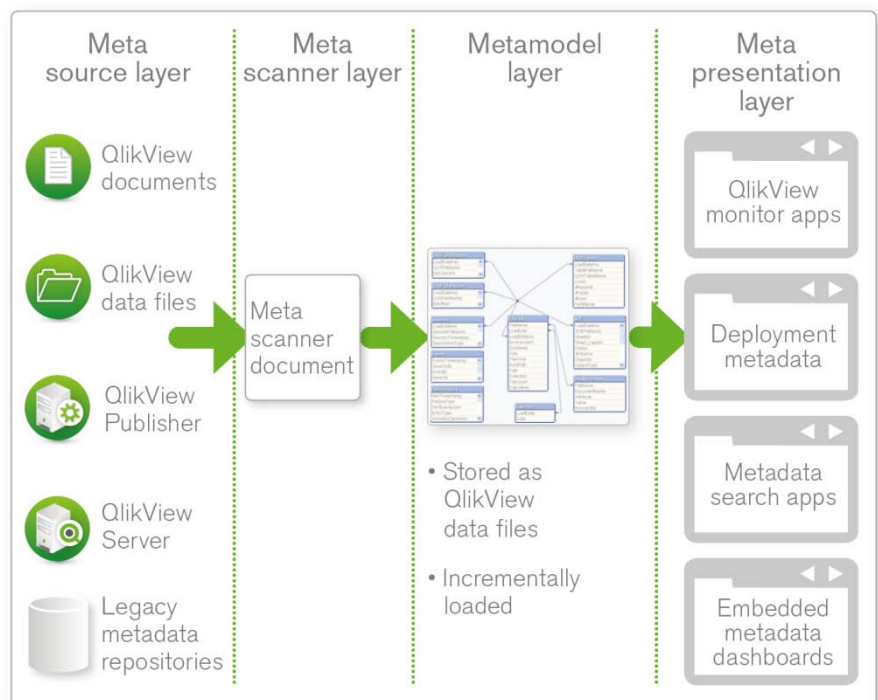 Meta
source layer
Meta
scanner layer
Metamodel
layer
Meta
presentation
layer
QlikView
documents
QlikView
data files
QlikView
Publisher
QlikView
Server
Legacy
metadata
repositories
Meta
scanner
document
• Stored as
QlikView
data files
• Incrementally
loaded
QlikView
monitor apps
Deployment
metadata
Metadata
search apps
Embedded
metadata
dashboards